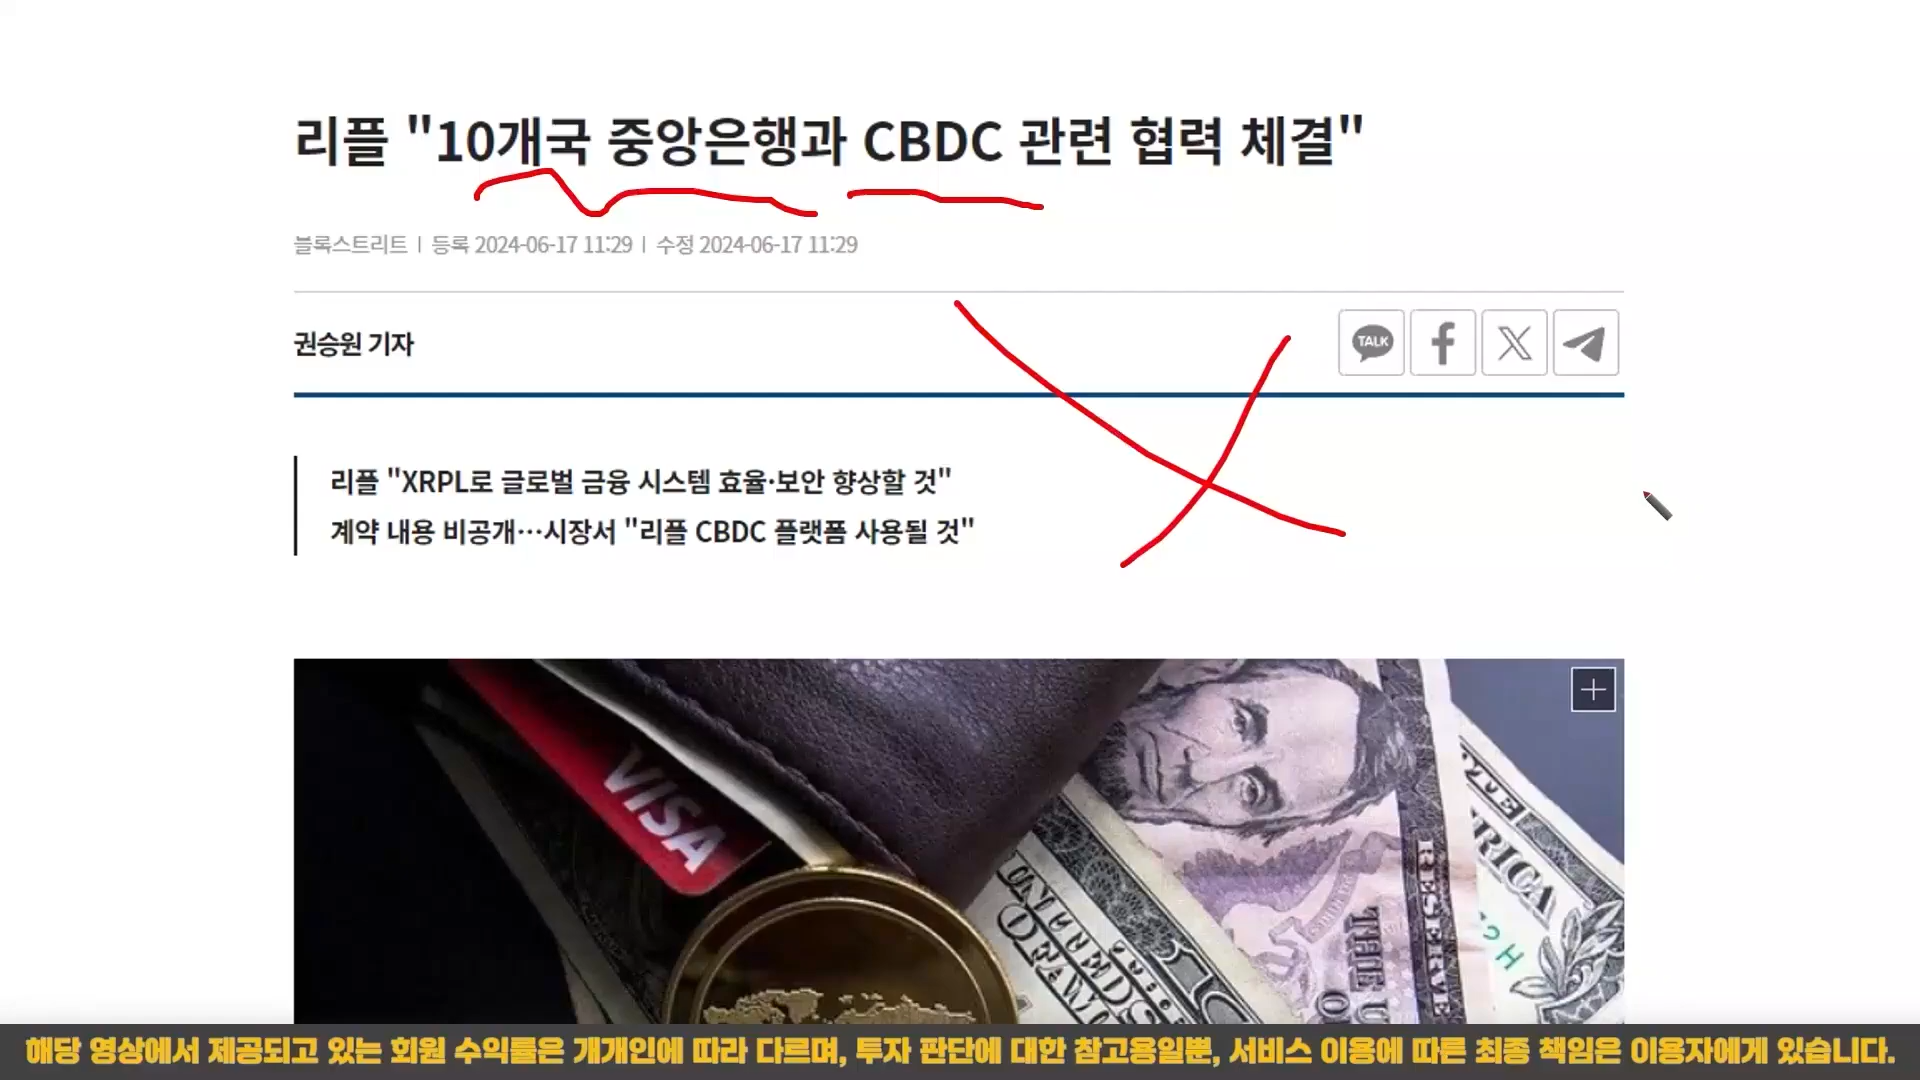 리플 "10개국 중앙은행과 CBDC 관련 협력 체결"
블록스트리트 | 등록 2024-06-17 11:29 | 수정 2024-06-17 11:29
권승원 기자
TALK
리플 "XRPL로 글로벌 금융 시스템 효율·보안 향상할 것"
계약 내용 비공개…시장서 "리플 CBDC 플랫폼 사용될 것"
VISA
RESERVE
THE U
RICA
해당 영상에서 제공되고 있는 회원 수익률은 개개인에 따라 다르며, 투자 판단에 대한 참고용일뿐, 서비스 이용에 따른 최종 책임은 이용자에게 있습니다.